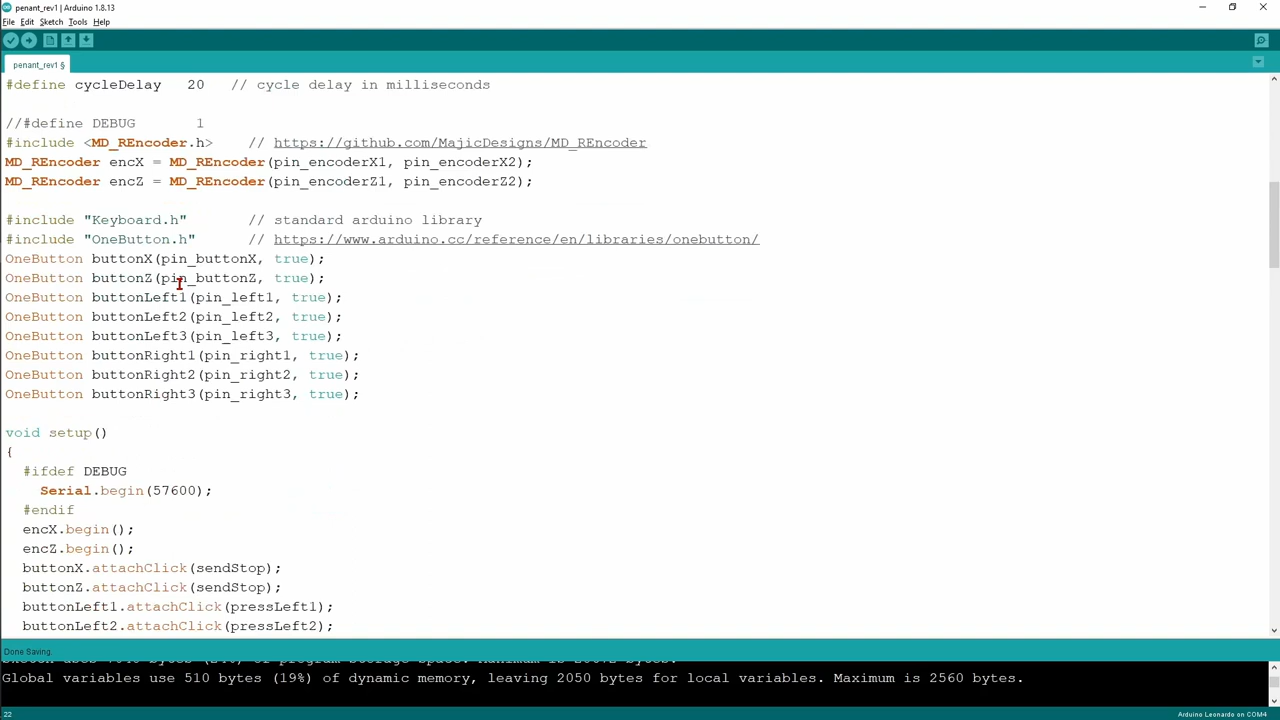 penant_rev1 | Arduino 1.8.13
File Edit Sketch Tools Help
penant_rev1 §
#define cycleDelay   20   // cycle delay in milliseconds
//#define DEBUG       1
#include <MD_REncoder.h>    // https://github.com/MajicDesigns/MD_REncoder
MD_REncoder encX = MD_REncoder(pin_encoderX1, pin_encoderX2);
MD_REncoder encZ = MD_REncoder(pin_encoderZ1, pin_encoderZ2);
#include "Keyboard.h"       // standard arduino library
#include "OneButton.h"      // https://www.arduino.cc/reference/en/libraries/onebutton/
OneButton buttonX(pin_buttonX, true);
OneButton buttonZ(pin_buttonZ, true);
OneButton buttonLeft1(pin_left1, true);
OneButton buttonLeft2(pin_left2, true);
OneButton buttonLeft3(pin_left3, true);
OneButton buttonRight1(pin_right1, true);
OneButton buttonRight2(pin_right2, true);
OneButton buttonRight3(pin_right3, true);
void setup()
{
  #ifdef DEBUG
    Serial.begin(57600);
  #endif
  encX.begin();
  encZ.begin();
  buttonX.attachClick(sendStop);
  buttonZ.attachClick(sendStop);
  buttonLeft1.attachClick(pressLeft1);
  buttonLeft2.attachClick(pressLeft2);
Done Saving.
Global variables use 510 bytes (19%) of dynamic memory, leaving 2050 bytes for local variables. Maximum is 2560 bytes.
22
Arduino Leonardo on COM4